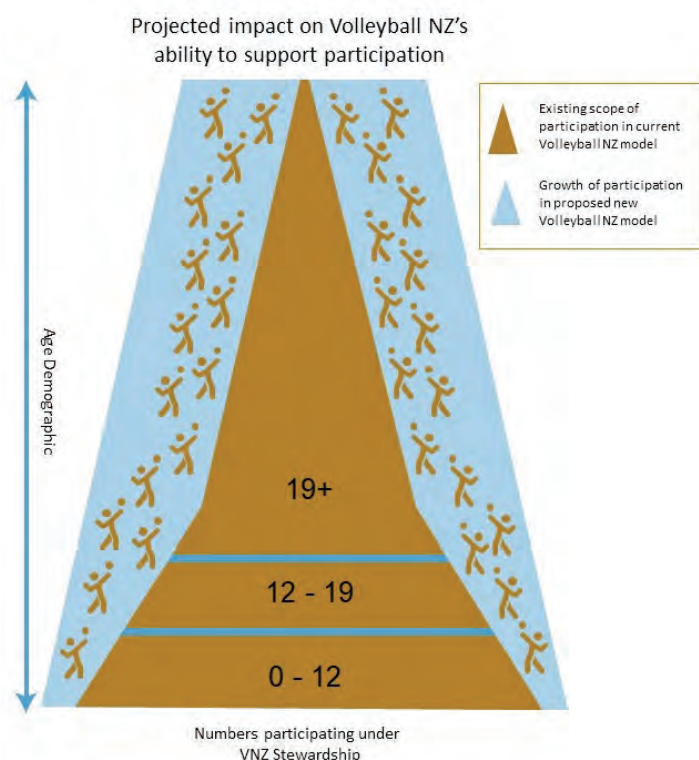 Projected impact on Volleyball NZ's
ability to support participation
Existing scope of
participation in current
Volleyball NZ model
Growth of participation
in proposed new
Volleyball NZ model
Age Demographic
19+
12 - 19
0 - 12
Numbers participating under
VNZ Stewardship